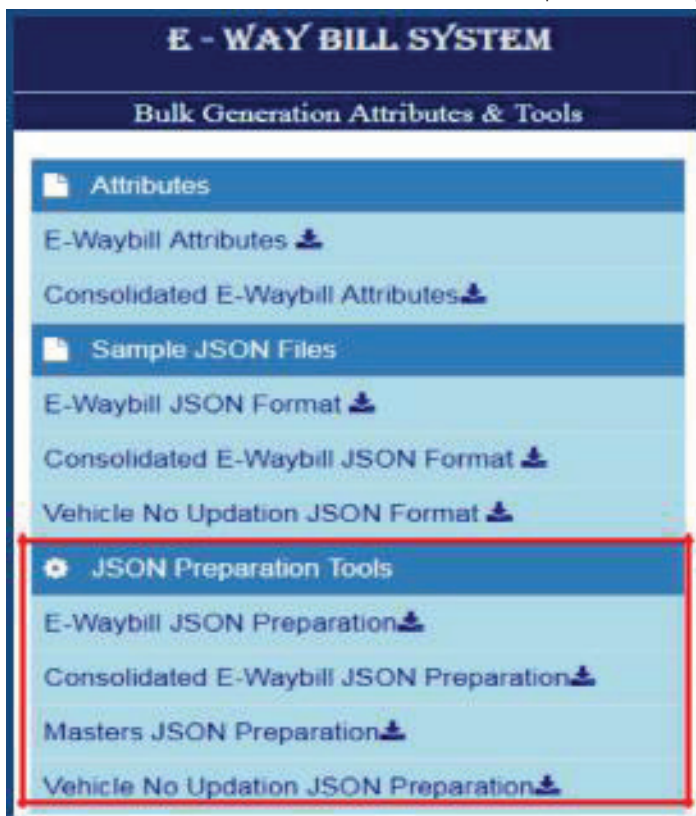 E - WAY BILL SYSTEM
Bulk Generation Attributes & Tools
Attributes
E-Waybill Attributes
Consolidated E-Waybill Attributes
Sample JSON Files
E-Waybill JSON Format
Consolidated E-Waybill JSON Format
Vehicle No Updation JSON Format
JSON Preparation Tools
E-Waybill JSON Preparation
Consolidated E-Waybill JSON Preparation
Masters JSON Preparation
Vehicle No Updation JSON Preparation